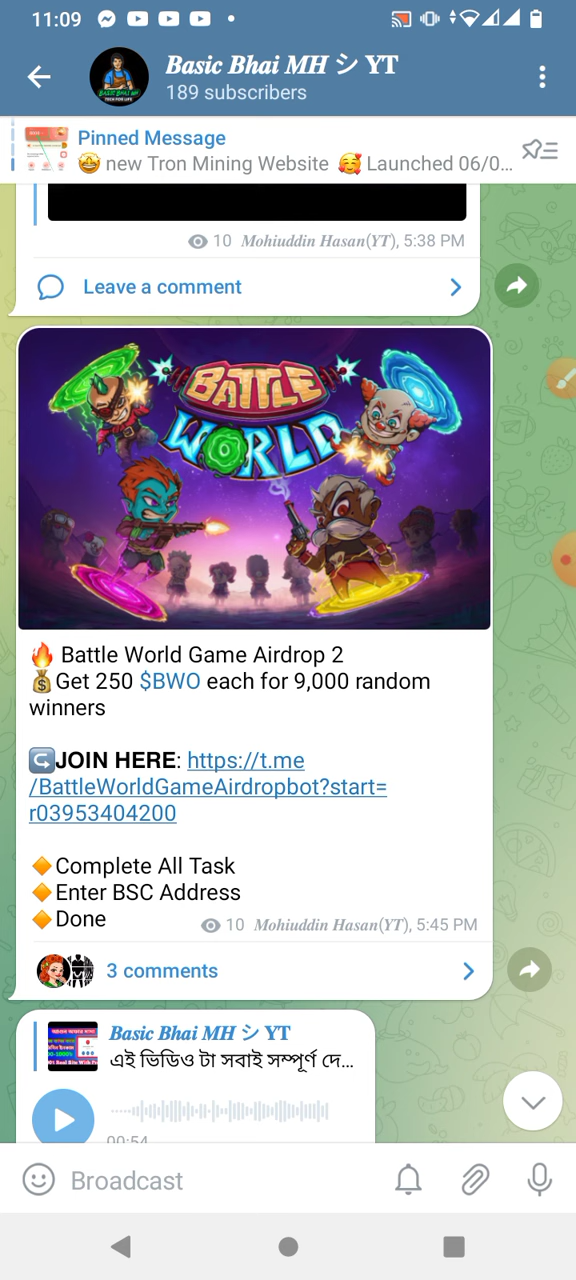 11:09
Basic Bhai MH シ YT
189 subscribers
Pinned Message
🤩 new Tron Mining Website 🥰 Launched 06/0...
10 Mohiuddin Hasan(YT), 5:38 PM
Leave a comment
BATTLE
WORLD
🔥 Battle World Game Airdrop 2
💰Get 250 $BWO each for 9,000 random
winners
↪️JOIN HERE: https://t.me
/BattleWorldGameAirdropbot?start=
r03953404200
🔸Complete All Task
🔸Enter BSC Address
🔸Done
10 Mohiuddin Hasan(YT), 5:45 PM
3 comments
Basic Bhai MH シ YT
এই ভিডিও টা সবাই সম্পূর্ণ দে...
00:54
Broadcast